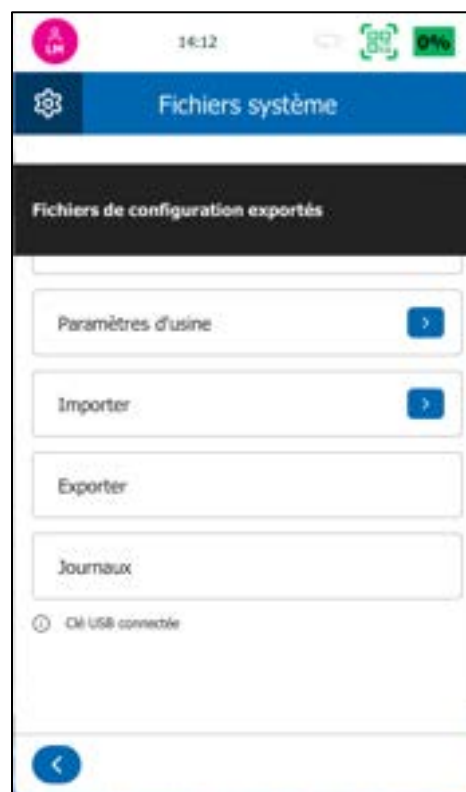 LM
14:12
0%
Fichiers système
Fichiers de configuration exportés
Paramètres d'usine
Importer
Exporter
Journaux
Clé USB connectée